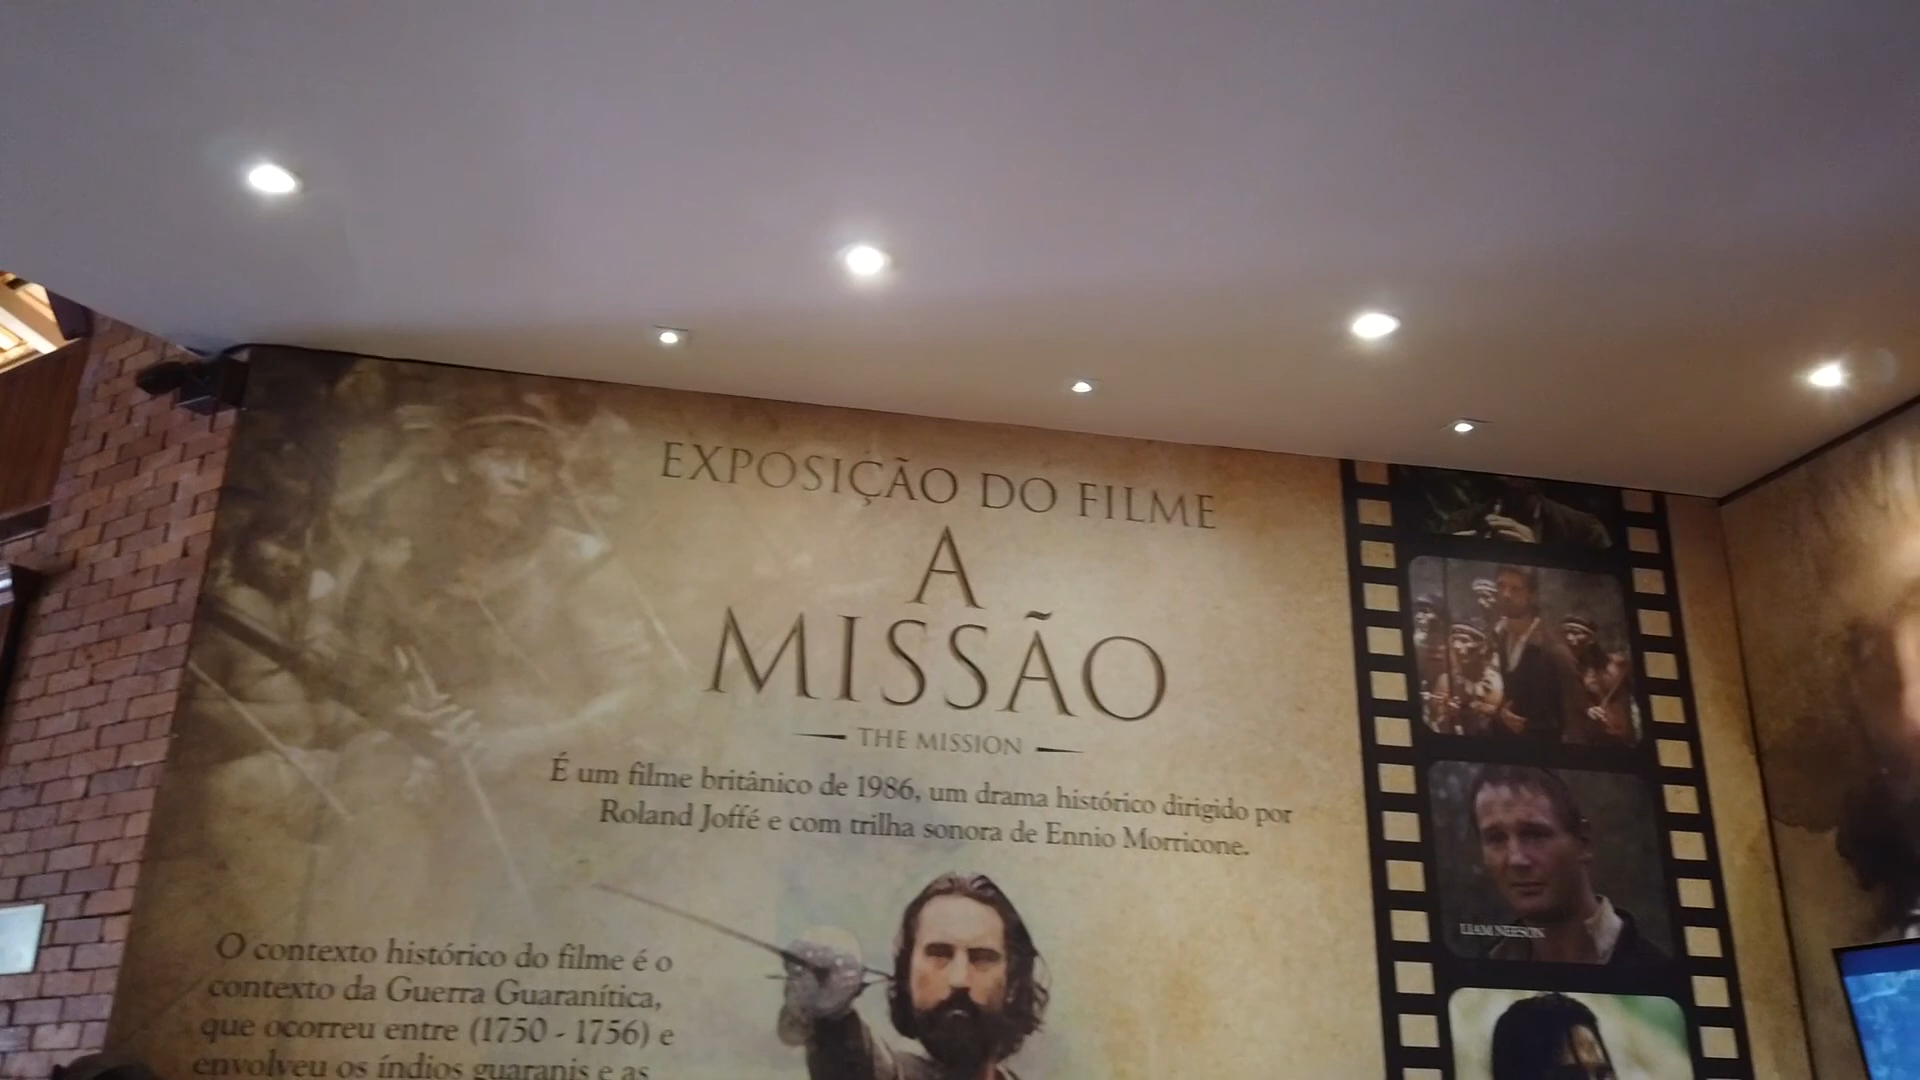 EXPOSIÇÃO DO FILME
A
MISSÃO
THE MISSION
É um filme britânico de 1986, um drama histórico dirigido por
Roland Joffé e com trilha sonora de Ennio Morricone.
O contexto histórico do filme é o
contexto da Guerra Guaranítica,
que ocorreu entre (1750 - 1756) e
envolveu os índios guaranis e as
LIAM NEESON